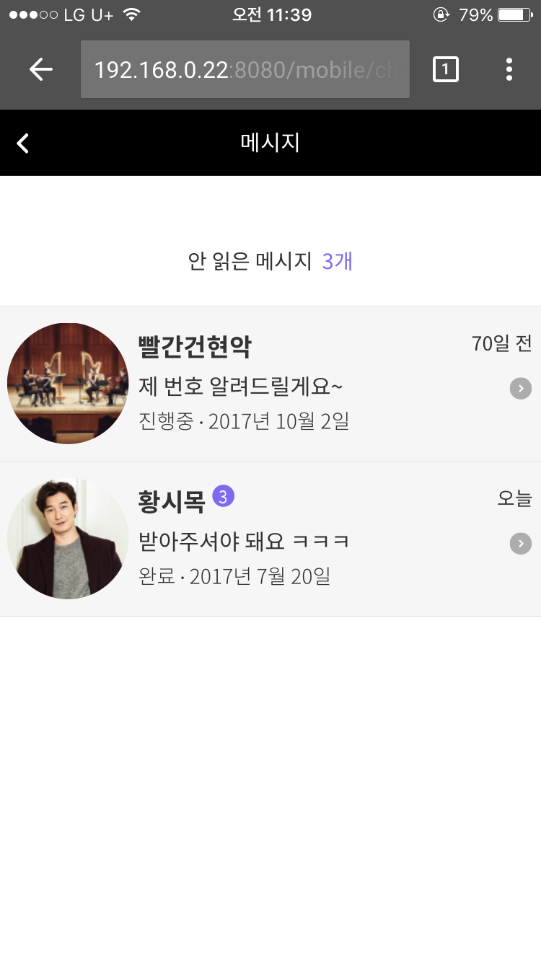 LG U+ 오전 11:39 79%
192.168.0.22:8080/mobile/ch 1
메시지
안 읽은 메시지 3개
빨간건현악 70일 전
제 번호 알려드릴게요~
진행중 · 2017년 10월 2일
황시목 3 오늘
받아주셔야 돼요 ㅋㅋㅋ
완료 · 2017년 7월 20일